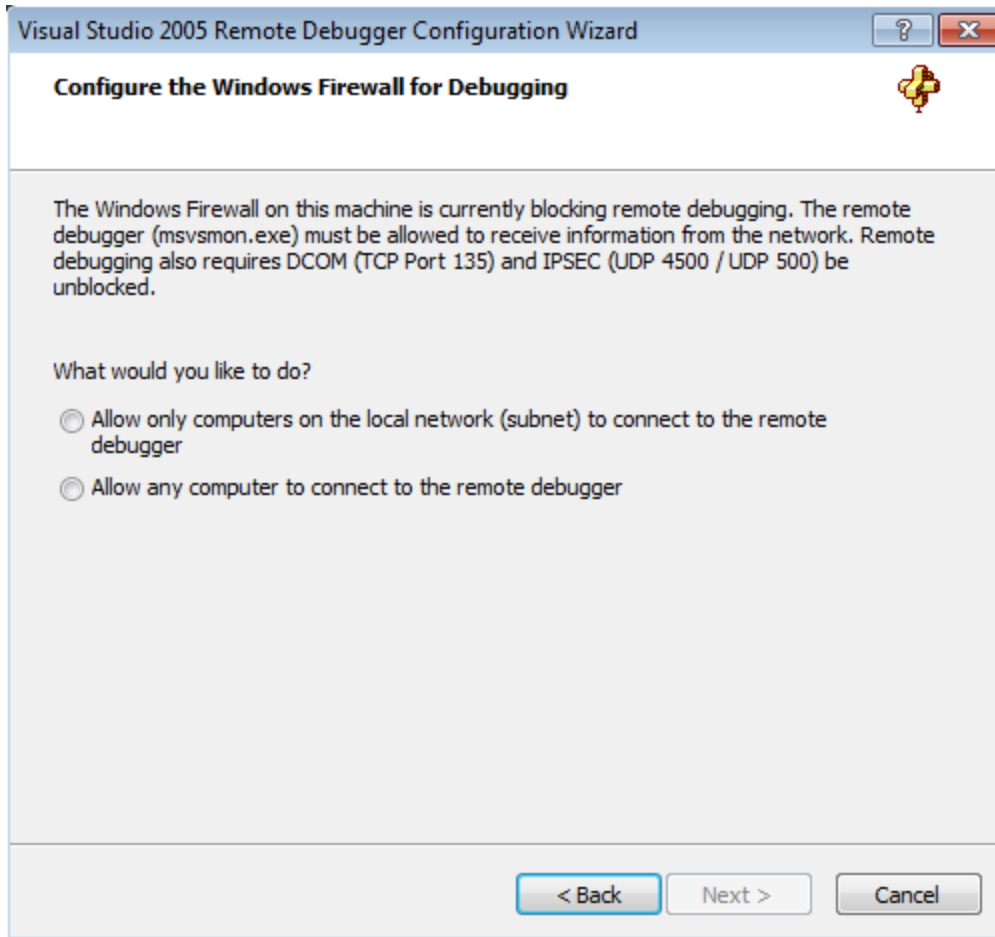 Visual Studio 2005 Remote Debugger Configuration Wizard
?
Configure the Windows Firewall for Debugging
The Windows Firewall on this machine is currently blocking remote debugging. The remote
debugger (msvsmon.exe) must be allowed to receive information from the network. Remote
debugging also requires DCOM (TCP Port 135) and IPSEC (UDP 4500 / UDP 500) be
unblocked.
What would you like to do?
Allow only computers on the local network (subnet) to connect to the remote
debugger
Allow any computer to connect to the remote debugger
< Back Next > Cancel